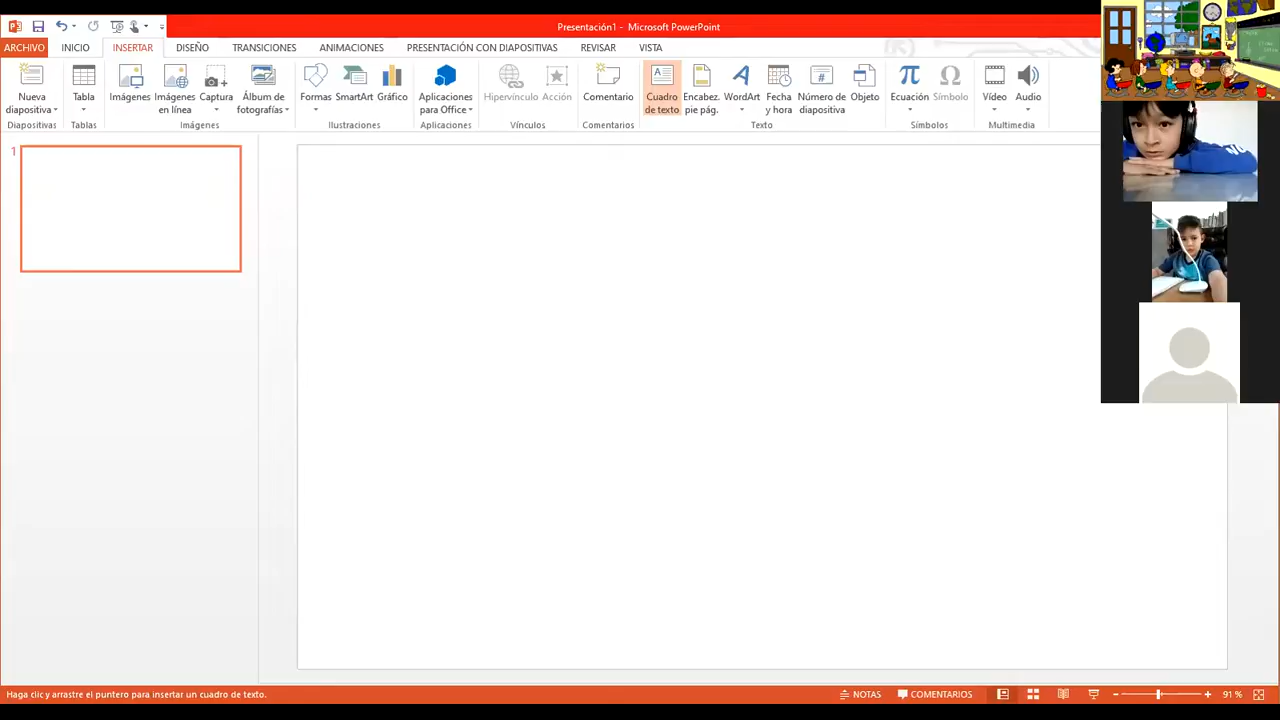 Presentación1 - Microsoft PowerPoint
ARCHIVO INICIO INSERTAR DISEÑO TRANSICIONES ANIMACIONES PRESENTACIÓN CON DIAPOSITIVAS REVISAR VISTA
Nueva diapositiva
Tabla
Imágenes
Imágenes en línea
Captura
Álbum de fotografías
Formas
SmartArt
Gráfico
Aplicaciones para Office
Hipervínculo
Acción
Comentario
Cuadro de texto
Encabez. pie pág.
WordArt
Fecha y hora
Número de diapositiva
Objeto
Ecuación
Símbolo
Vídeo
Audio
Diapositivas Tablas Imágenes Ilustraciones Aplicaciones Vínculos Comentarios Texto Símbolos Multimedia
1
Haga clic y arrastre el puntero para insertar un cuadro de texto.
NOTAS COMENTARIOS 91 %